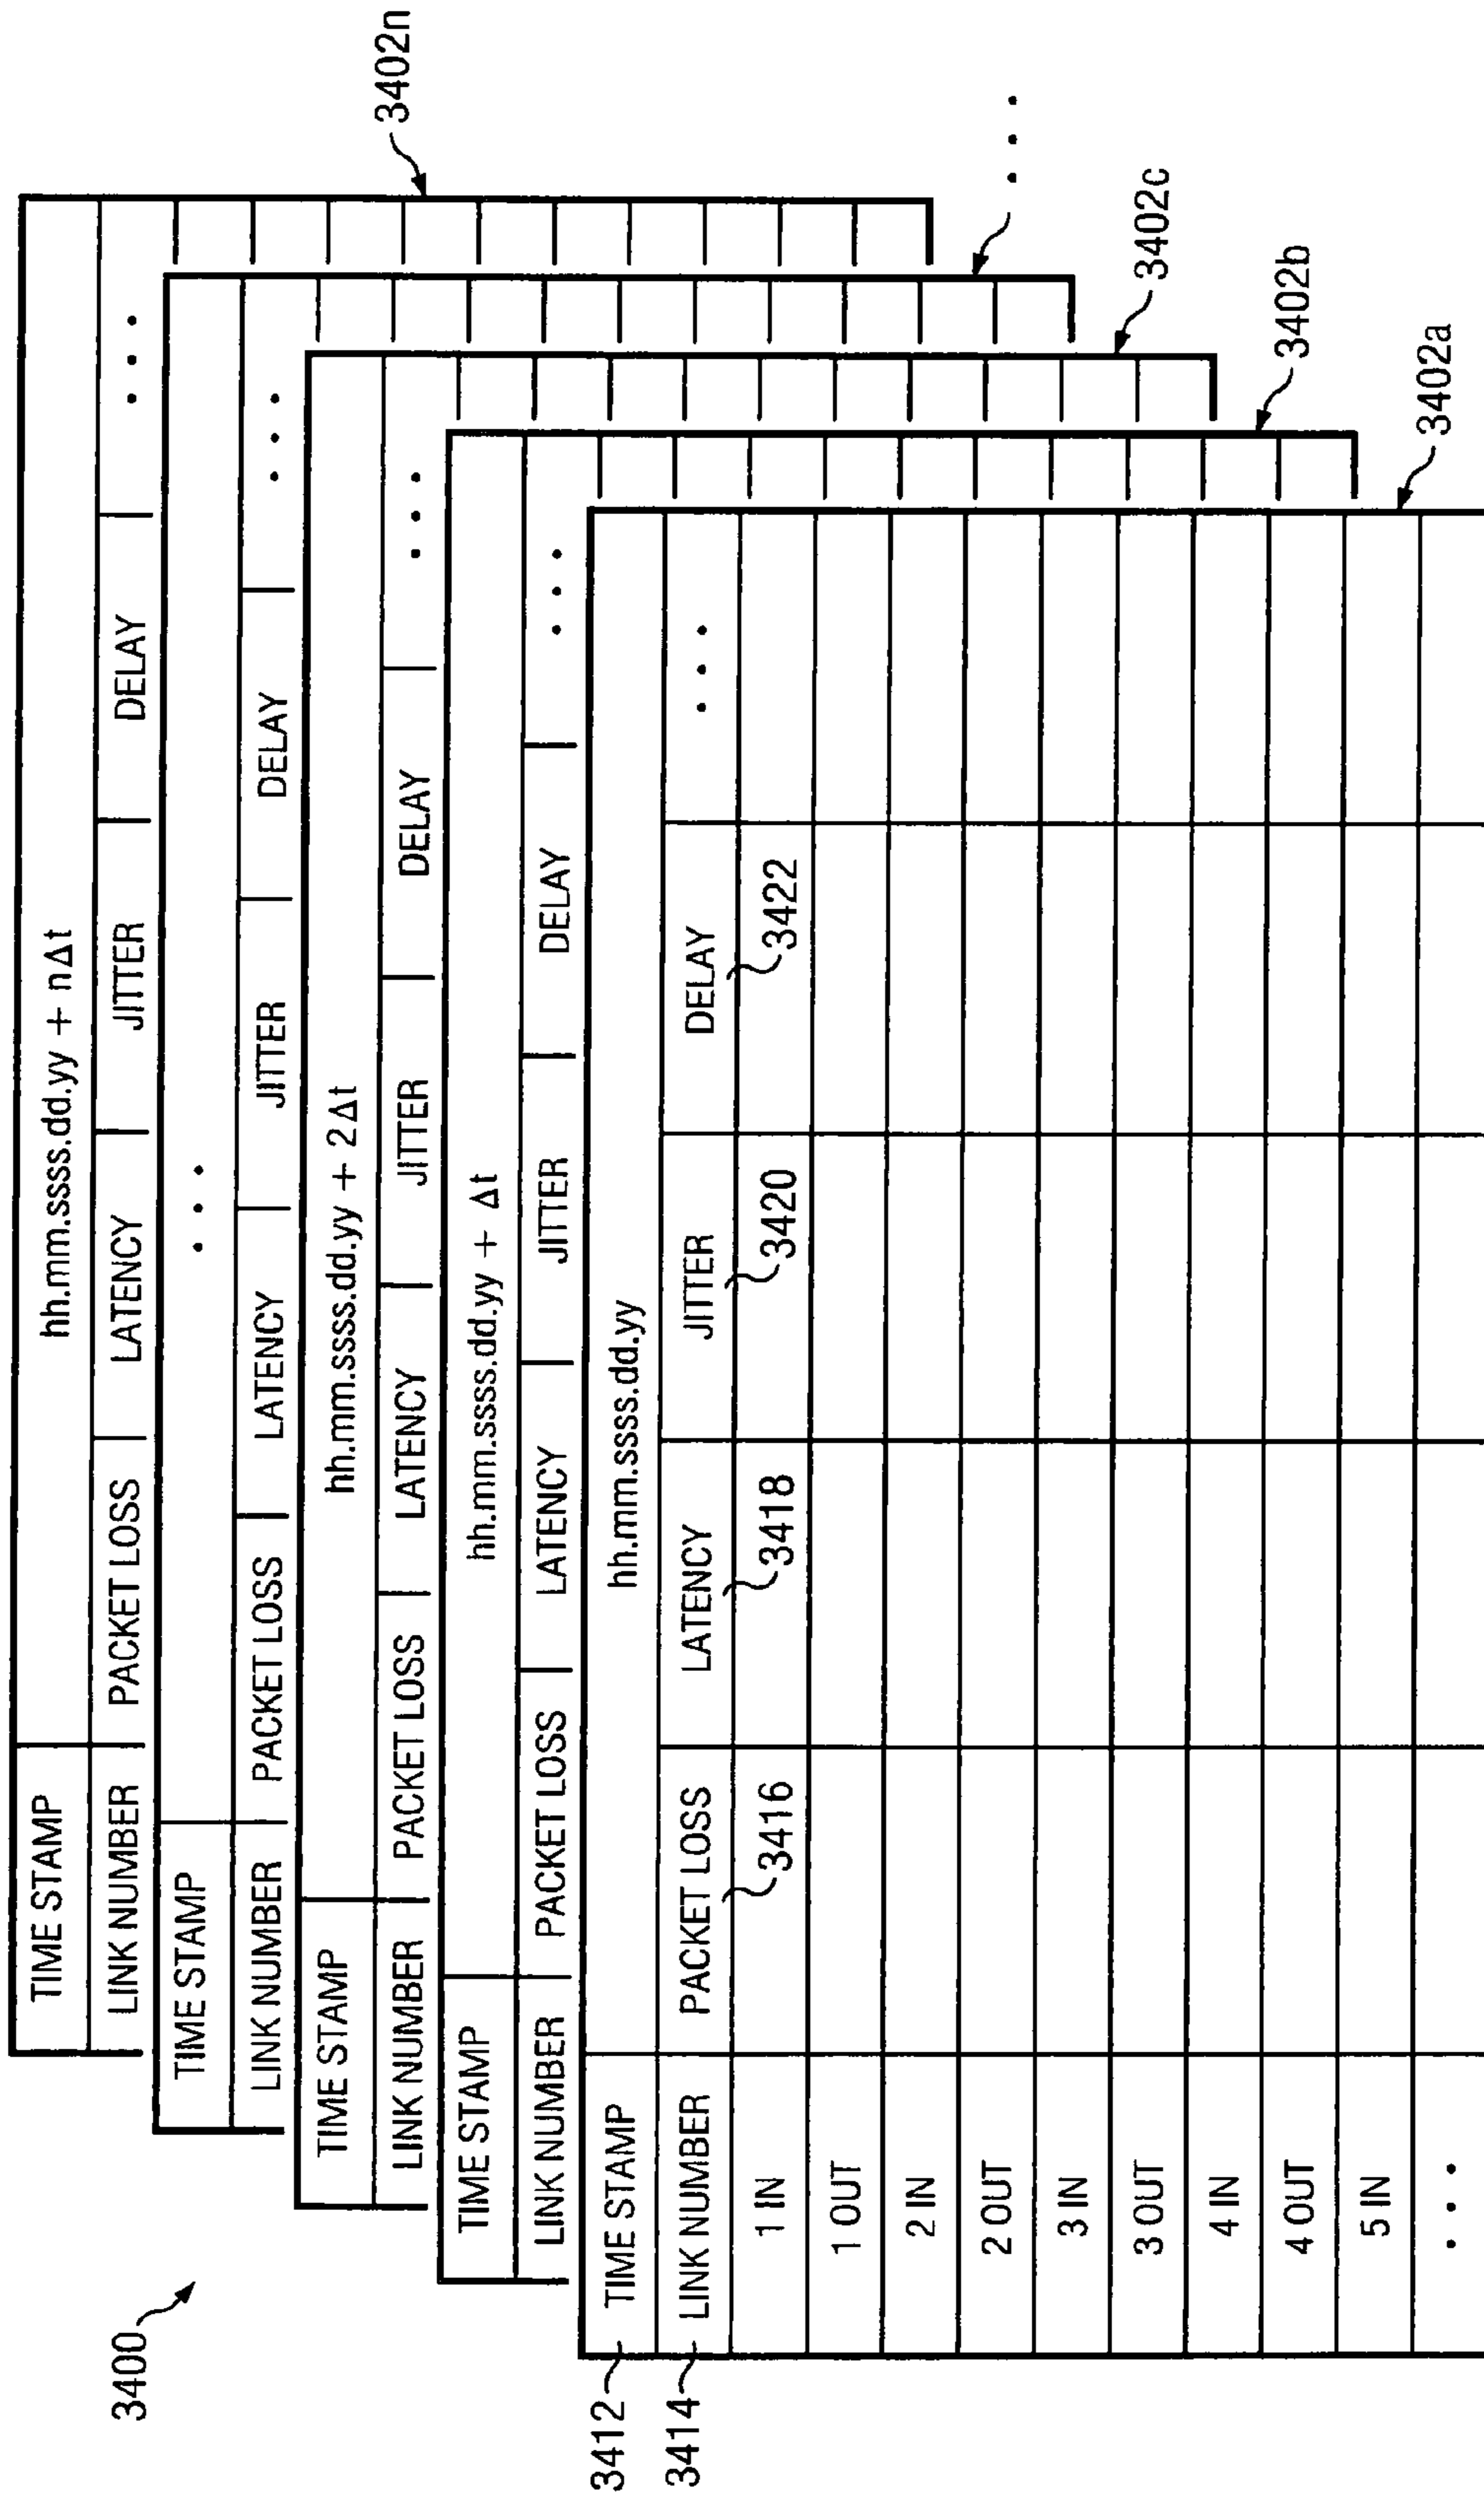 3400
TIME STAMP hh.mm.ssss.dd.yy + nΔt
LINK NUMBER PACKET LOSS LATENCY JITTER DELAY • • •
3402n
TIME STAMP • • •
LINK NUMBER PACKET LOSS LATENCY JITTER DELAY • • •
• • •
TIME STAMP hh.mm.ssss.dd.yy + 2Δt
LINK NUMBER PACKET LOSS LATENCY JITTER DELAY • • •
3402c
TIME STAMP hh.mm.ssss.dd.yy + Δt
LINK NUMBER PACKET LOSS LATENCY JITTER DELAY • • •
3402b
3412 TIME STAMP hh.mm.ssss.dd.yy
3414 LINK NUMBER PACKET LOSS LATENCY JITTER DELAY • • •
1 IN 3416 3418 3420 3422
1 OUT
2 IN
2 OUT
3 IN
3 OUT
4 IN
4 OUT
5 IN
• • •
3402a